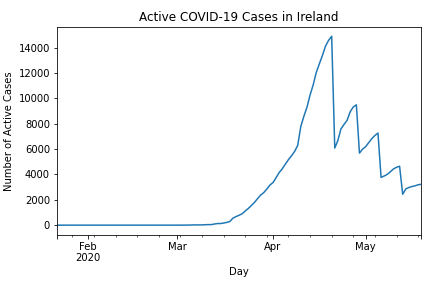 Active COVID-19 Cases in Ireland
Number of Active Cases
14000
12000
10000
8000
6000
4000
2000
0
Feb
2020
Mar
Apr
May
Day